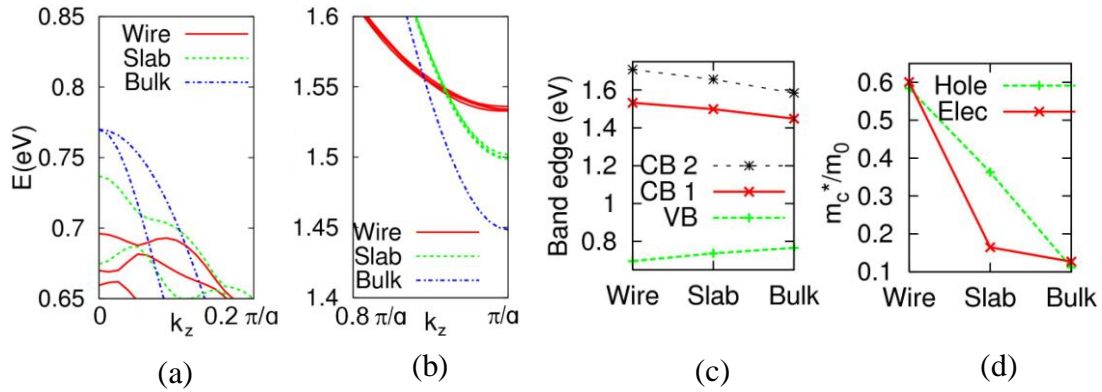 0.85
0.8
0.75
0.7
0.65
E(eV)
Wire
Slab
Bulk
0
k_z
0.2 π/a
(a)
1.6
1.55
1.5
1.45
1.4
Wire
Slab
Bulk
0.8 π/a
k_z
π/a
(b)
Band edge (eV)
1.6
1.4
1.2
1
0.8
CB 2
CB 1
VB
Wire
Slab
Bulk
(c)
m_c*/m_0
0.6
0.5
0.4
0.3
0.2
0.1
Hole
Elec
Wire
Slab
Bulk
(d)